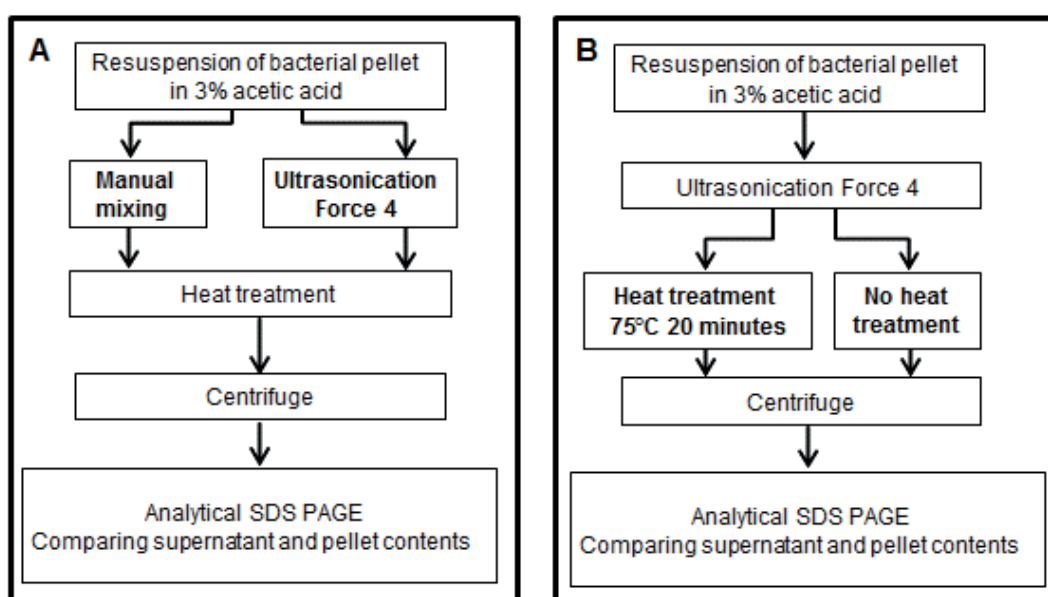 A
Resuspension of bacterial pellet
in 3% acetic acid
Manual
mixing
Ultrasonication
Force 4
Heat treatment
Centrifuge
Analytical SDS PAGE
Comparing supernatant and pellet contents
B
Resuspension of bacterial pellet
in 3% acetic acid
Ultrasonication Force 4
Heat treatment
75°C 20 minutes
No heat
treatment
Centrifuge
Analytical SDS PAGE
Comparing supernatant and pellet contents